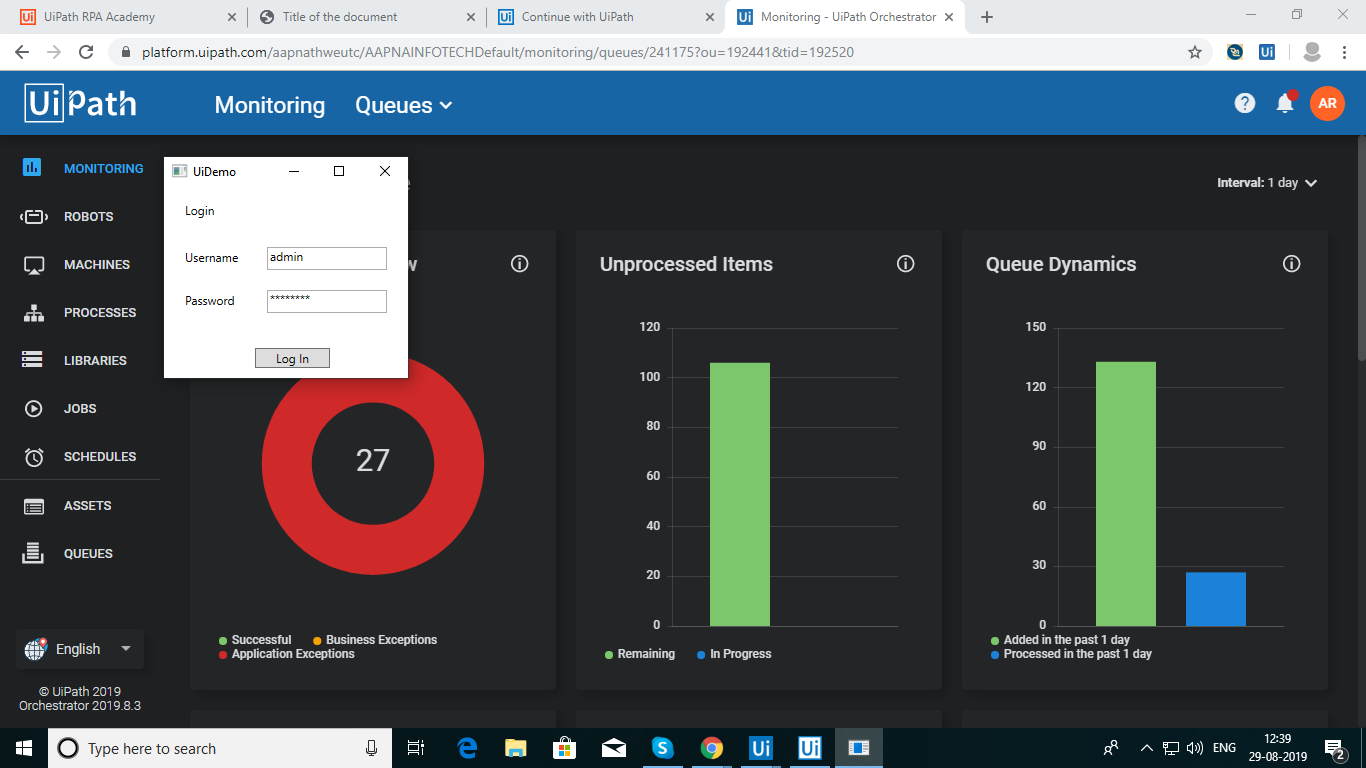 UiPath RPA Academy
Title of the document
Continue with UiPath
Monitoring - UiPath Orchestrator
platform.uipath.com/aapnathweutc/AAPNAINFOTECHDefault/monitoring/queues/241175?ou=192441&tid=192520
Ui
UiPath
Monitoring
Queues
?
AR
MONITORING
ROBOTS
MACHINES
PROCESSES
LIBRARIES
JOBS
SCHEDULES
ASSETS
QUEUES
English
© UiPath 2019
Orchestrator 2019.8.3
UiDemo
Login
Username
admin
Password
********
Log In
Interval: 1 day
27
Successful
Business Exceptions
Application Exceptions
Unprocessed Items
120
100
80
60
40
20
0
Remaining
In Progress
Queue Dynamics
150
120
90
60
30
0
Added in the past 1 day
Processed in the past 1 day
Type here to search
Ui
Ui
ENG
12:39
29-08-2019
2